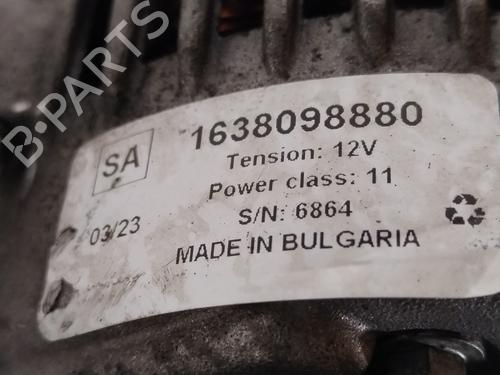 B-PARTS
SA
1638098880
Tension: 12V
Power class: 11
03/23
S/N: 6864
MADE IN BULGARIA